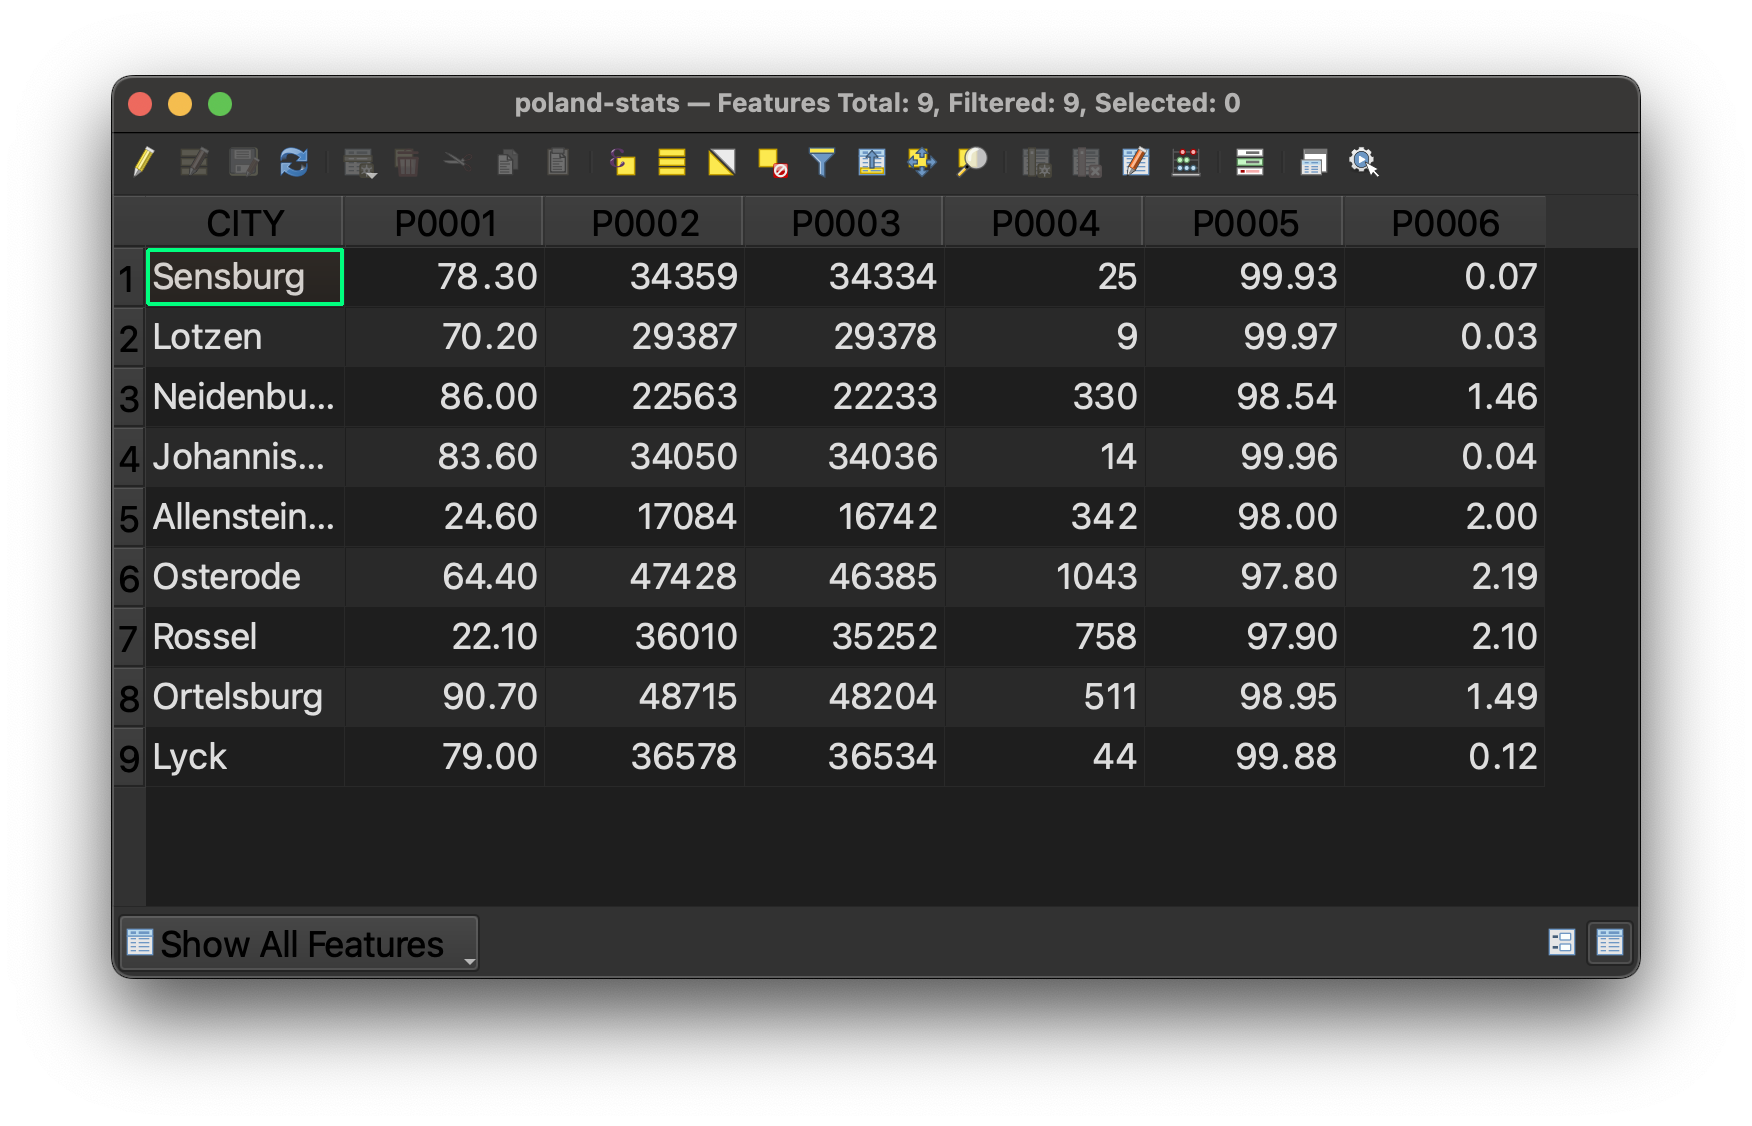 poland-stats — Features Total: 9, Filtered: 9, Selected: 0
CITY P0001 P0002 P0003 P0004 P0005 P0006
1 Sensburg 78.30 34359 34334 25 99.93 0.07
2 Lotzen 70.20 29387 29378 9 99.97 0.03
3 Neidenbu... 86.00 22563 22233 330 98.54 1.46
4 Johannis... 83.60 34050 34036 14 99.96 0.04
5 Allenstein... 24.60 17084 16742 342 98.00 2.00
6 Osterode 64.40 47428 46385 1043 97.80 2.19
7 Rossel 22.10 36010 35252 758 97.90 2.10
8 Ortelsburg 90.70 48715 48204 511 98.95 1.49
9 Lyck 79.00 36578 36534 44 99.88 0.12
Show All Features